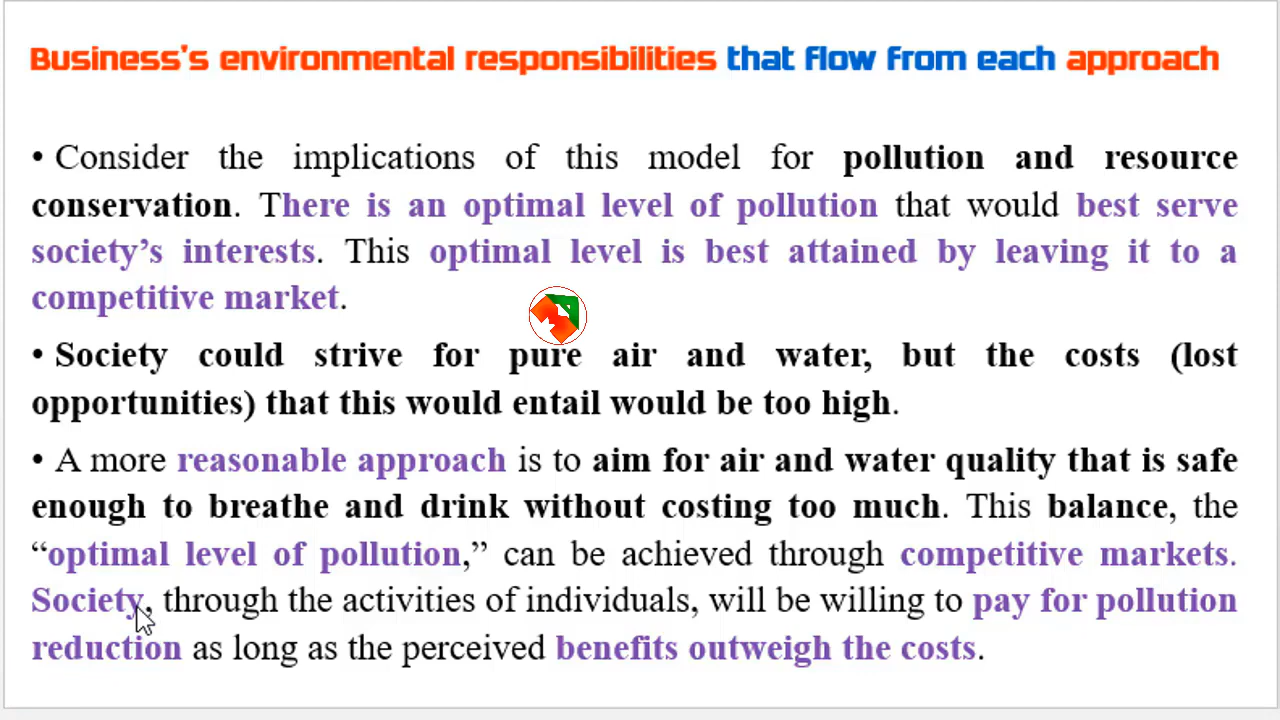 Business's environmental responsibilities that flow from each approach
• Consider the implications of this model for pollution and resource
conservation. There is an optimal level of pollution that would best serve
society’s interests. This optimal level is best attained by leaving it to a
competitive market.
• Society could strive for pure air and water, but the costs (lost
opportunities) that this would entail would be too high.
• A more reasonable approach is to aim for air and water quality that is safe
enough to breathe and drink without costing too much. This balance, the
“optimal level of pollution,” can be achieved through competitive markets.
Society, through the activities of individuals, will be willing to pay for pollution
reduction as long as the perceived benefits outweigh the costs.